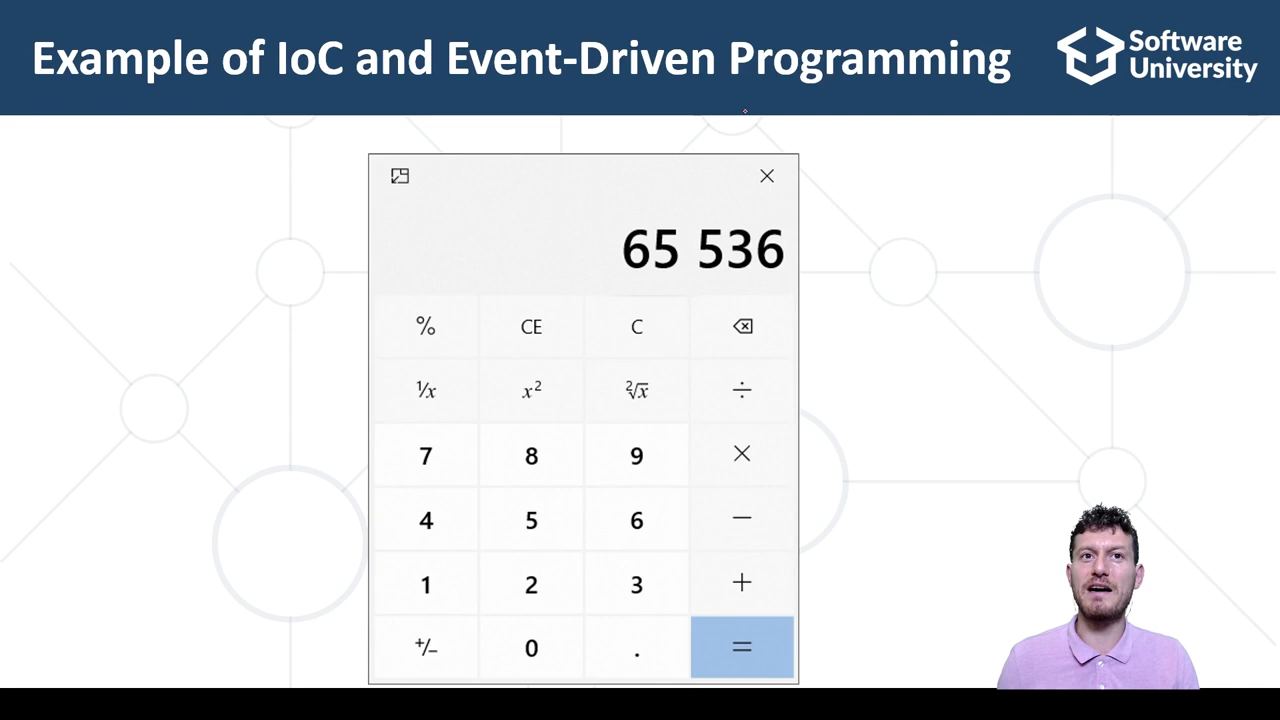 Example of IoC and Event-Driven Programming
Software
University
65 536
% CE C
¹/x x² ²√x ÷
7 8 9 ×
4 5 6 −
1 2 3 +
+/− 0 . =